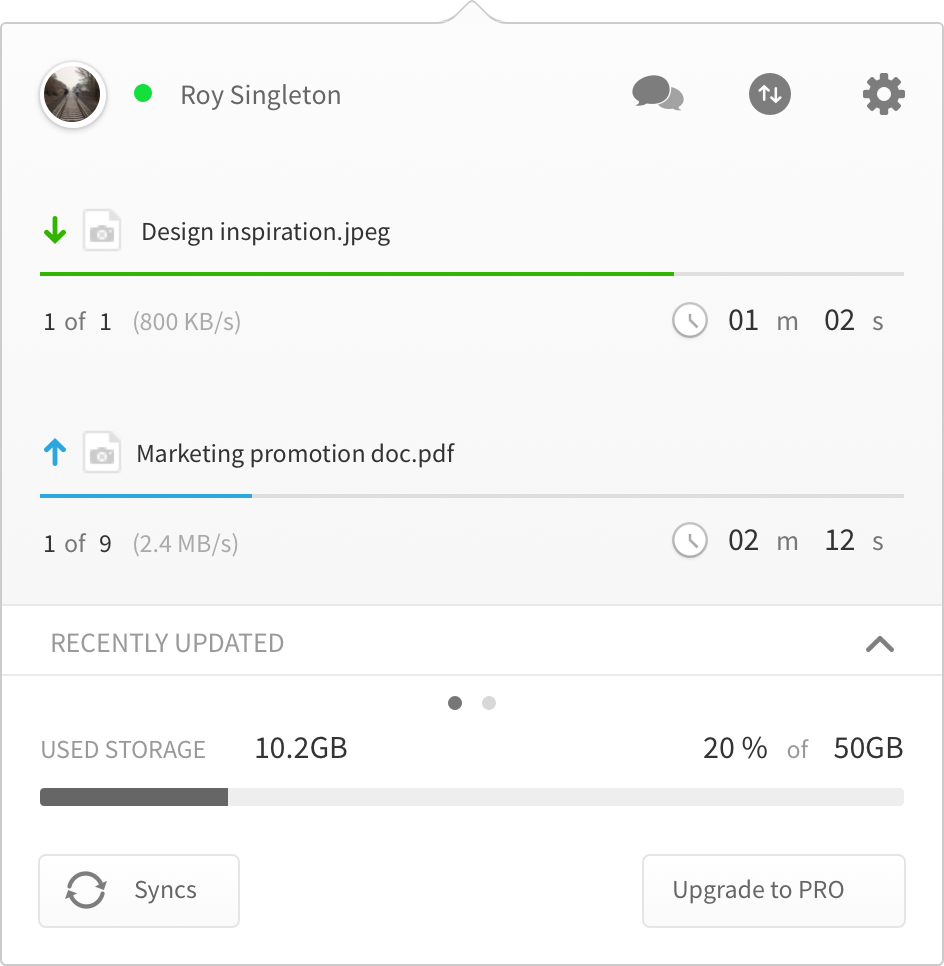 Roy Singleton
Design inspiration.jpeg
1 of 1 (800 KB/s) 01 m 02 s
Marketing promotion doc.pdf
1 of 9 (2.4 MB/s) 02 m 12 s
RECENTLY UPDATED
USED STORAGE 10.2GB 20 % of 50GB
Syncs Upgrade to PRO